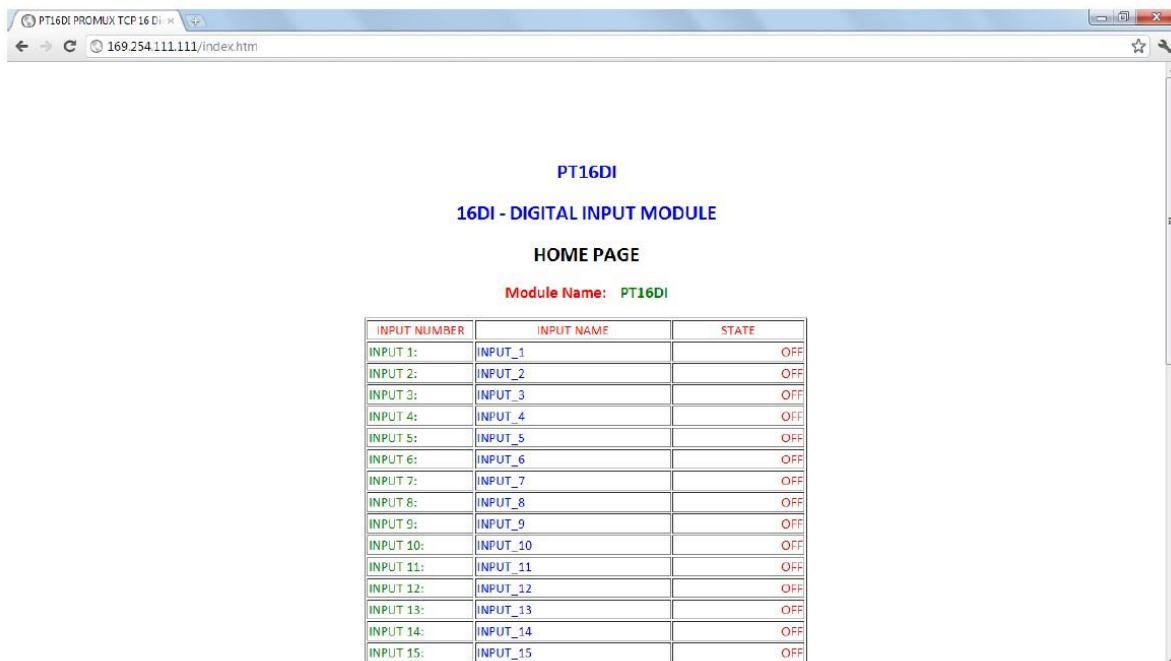 PT16DI PROMUX TCP 16 Di
169.254.111.111/index.htm
PT16DI
16DI - DIGITAL INPUT MODULE
HOME PAGE
Module Name: PT16DI
INPUT NUMBER INPUT NAME STATE
INPUT 1: INPUT_1 OFF
INPUT 2: INPUT_2 OFF
INPUT 3: INPUT_3 OFF
INPUT 4: INPUT_4 OFF
INPUT 5: INPUT_5 OFF
INPUT 6: INPUT_6 OFF
INPUT 7: INPUT_7 OFF
INPUT 8: INPUT_8 OFF
INPUT 9: INPUT_9 OFF
INPUT 10: INPUT_10 OFF
INPUT 11: INPUT_11 OFF
INPUT 12: INPUT_12 OFF
INPUT 13: INPUT_13 OFF
INPUT 14: INPUT_14 OFF
INPUT 15: INPUT_15 OFF